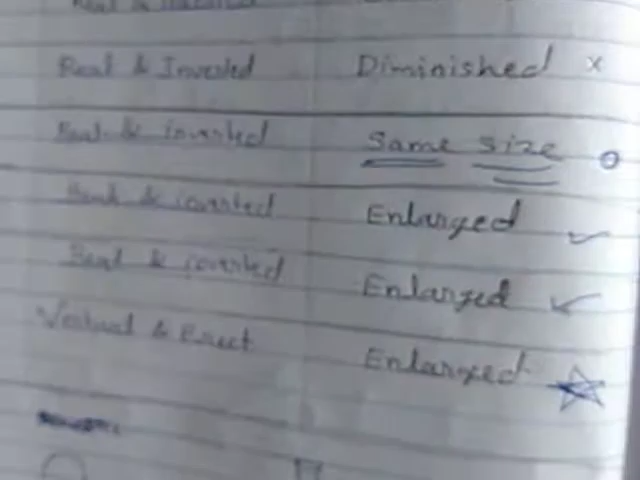 Real & Inverted Diminished x
Real & inverted Same size
Real & inverted Enlarged
Real & inverted Enlarged
Virtual & Erect Enlarged